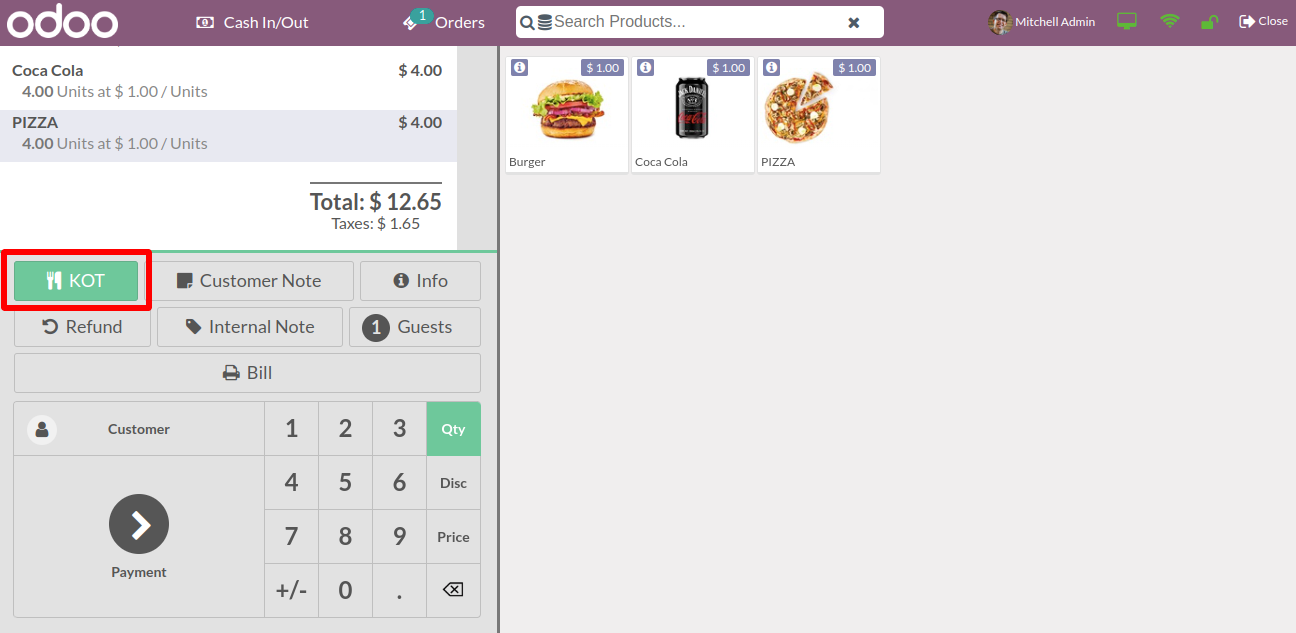 odoo
Cash In/Out
1
Orders
Search Products...
Mitchell Admin
Close
Coca Cola $ 4.00
4.00 Units at $ 1.00 / Units
PIZZA $ 4.00
4.00 Units at $ 1.00 / Units
Total: $ 12.65
Taxes: $ 1.65
KOT Customer Note Info
Refund Internal Note 1 Guests
Bill
Customer 1 2 3 Qty
4 5 6 Disc
7 8 9 Price
Payment
+/- 0 .
$ 1.00 $ 1.00 $ 1.00
Burger Coca Cola PIZZA